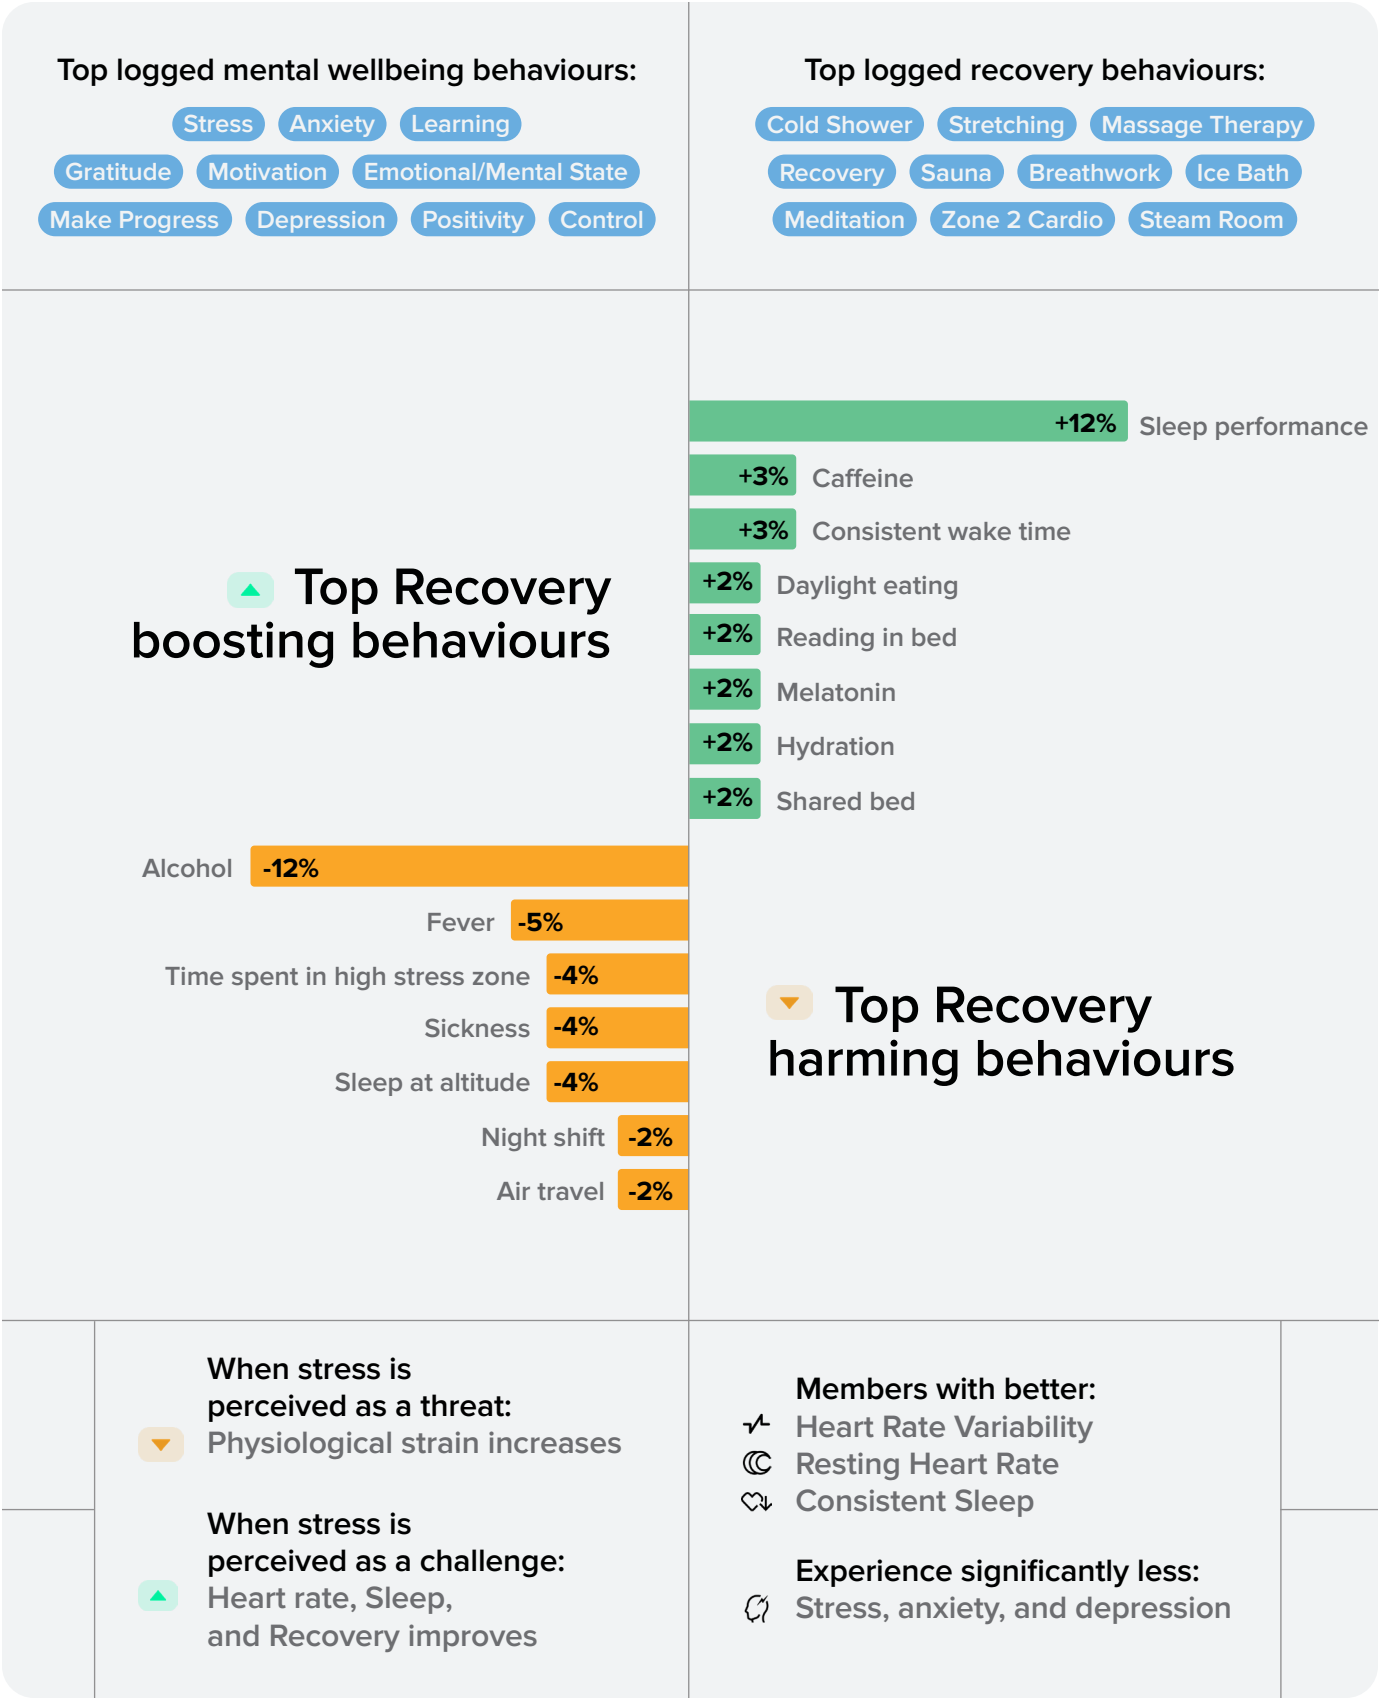 Top logged mental wellbeing behaviours:
Stress Anxiety Learning
Gratitude Motivation Emotional/Mental State
Make Progress Depression Positivity Control
Top logged recovery behaviours:
Cold Shower Stretching Massage Therapy
Recovery Sauna Breathwork Ice Bath
Meditation Zone 2 Cardio Steam Room
Top Recovery
boosting behaviours
+12% Sleep performance
+3% Caffeine
+3% Consistent wake time
+2% Daylight eating
+2% Reading in bed
+2% Melatonin
+2% Hydration
+2% Shared bed
Alcohol -12%
Fever -5%
Time spent in high stress zone -4%
Sickness -4%
Sleep at altitude -4%
Night shift -2%
Air travel -2%
Top Recovery
harming behaviours
When stress is
perceived as a threat:
Physiological strain increases
When stress is
perceived as a challenge:
Heart rate, Sleep,
and Recovery improves
Members with better:
Heart Rate Variability
Resting Heart Rate
Consistent Sleep
Experience significantly less:
Stress, anxiety, and depression